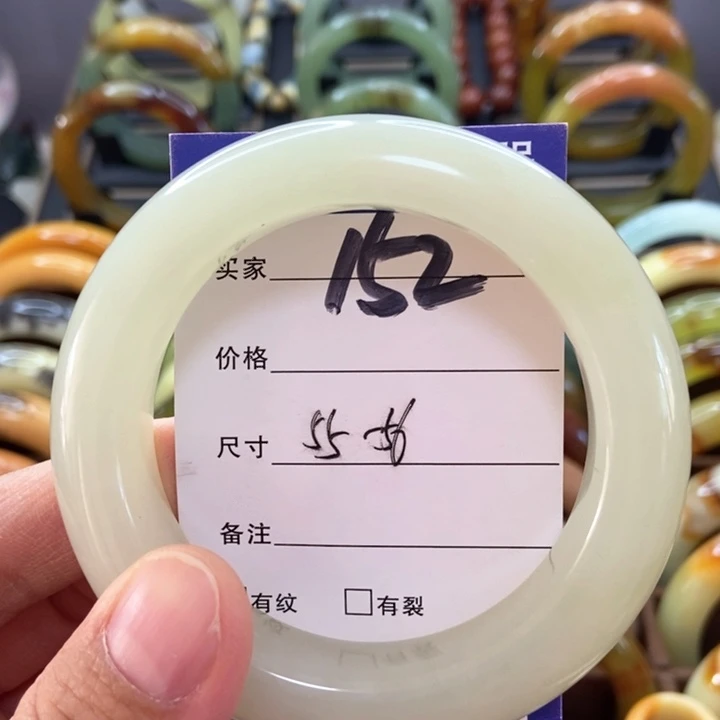 买家 152
价格
尺寸 55-56
备注
有纹 □有裂